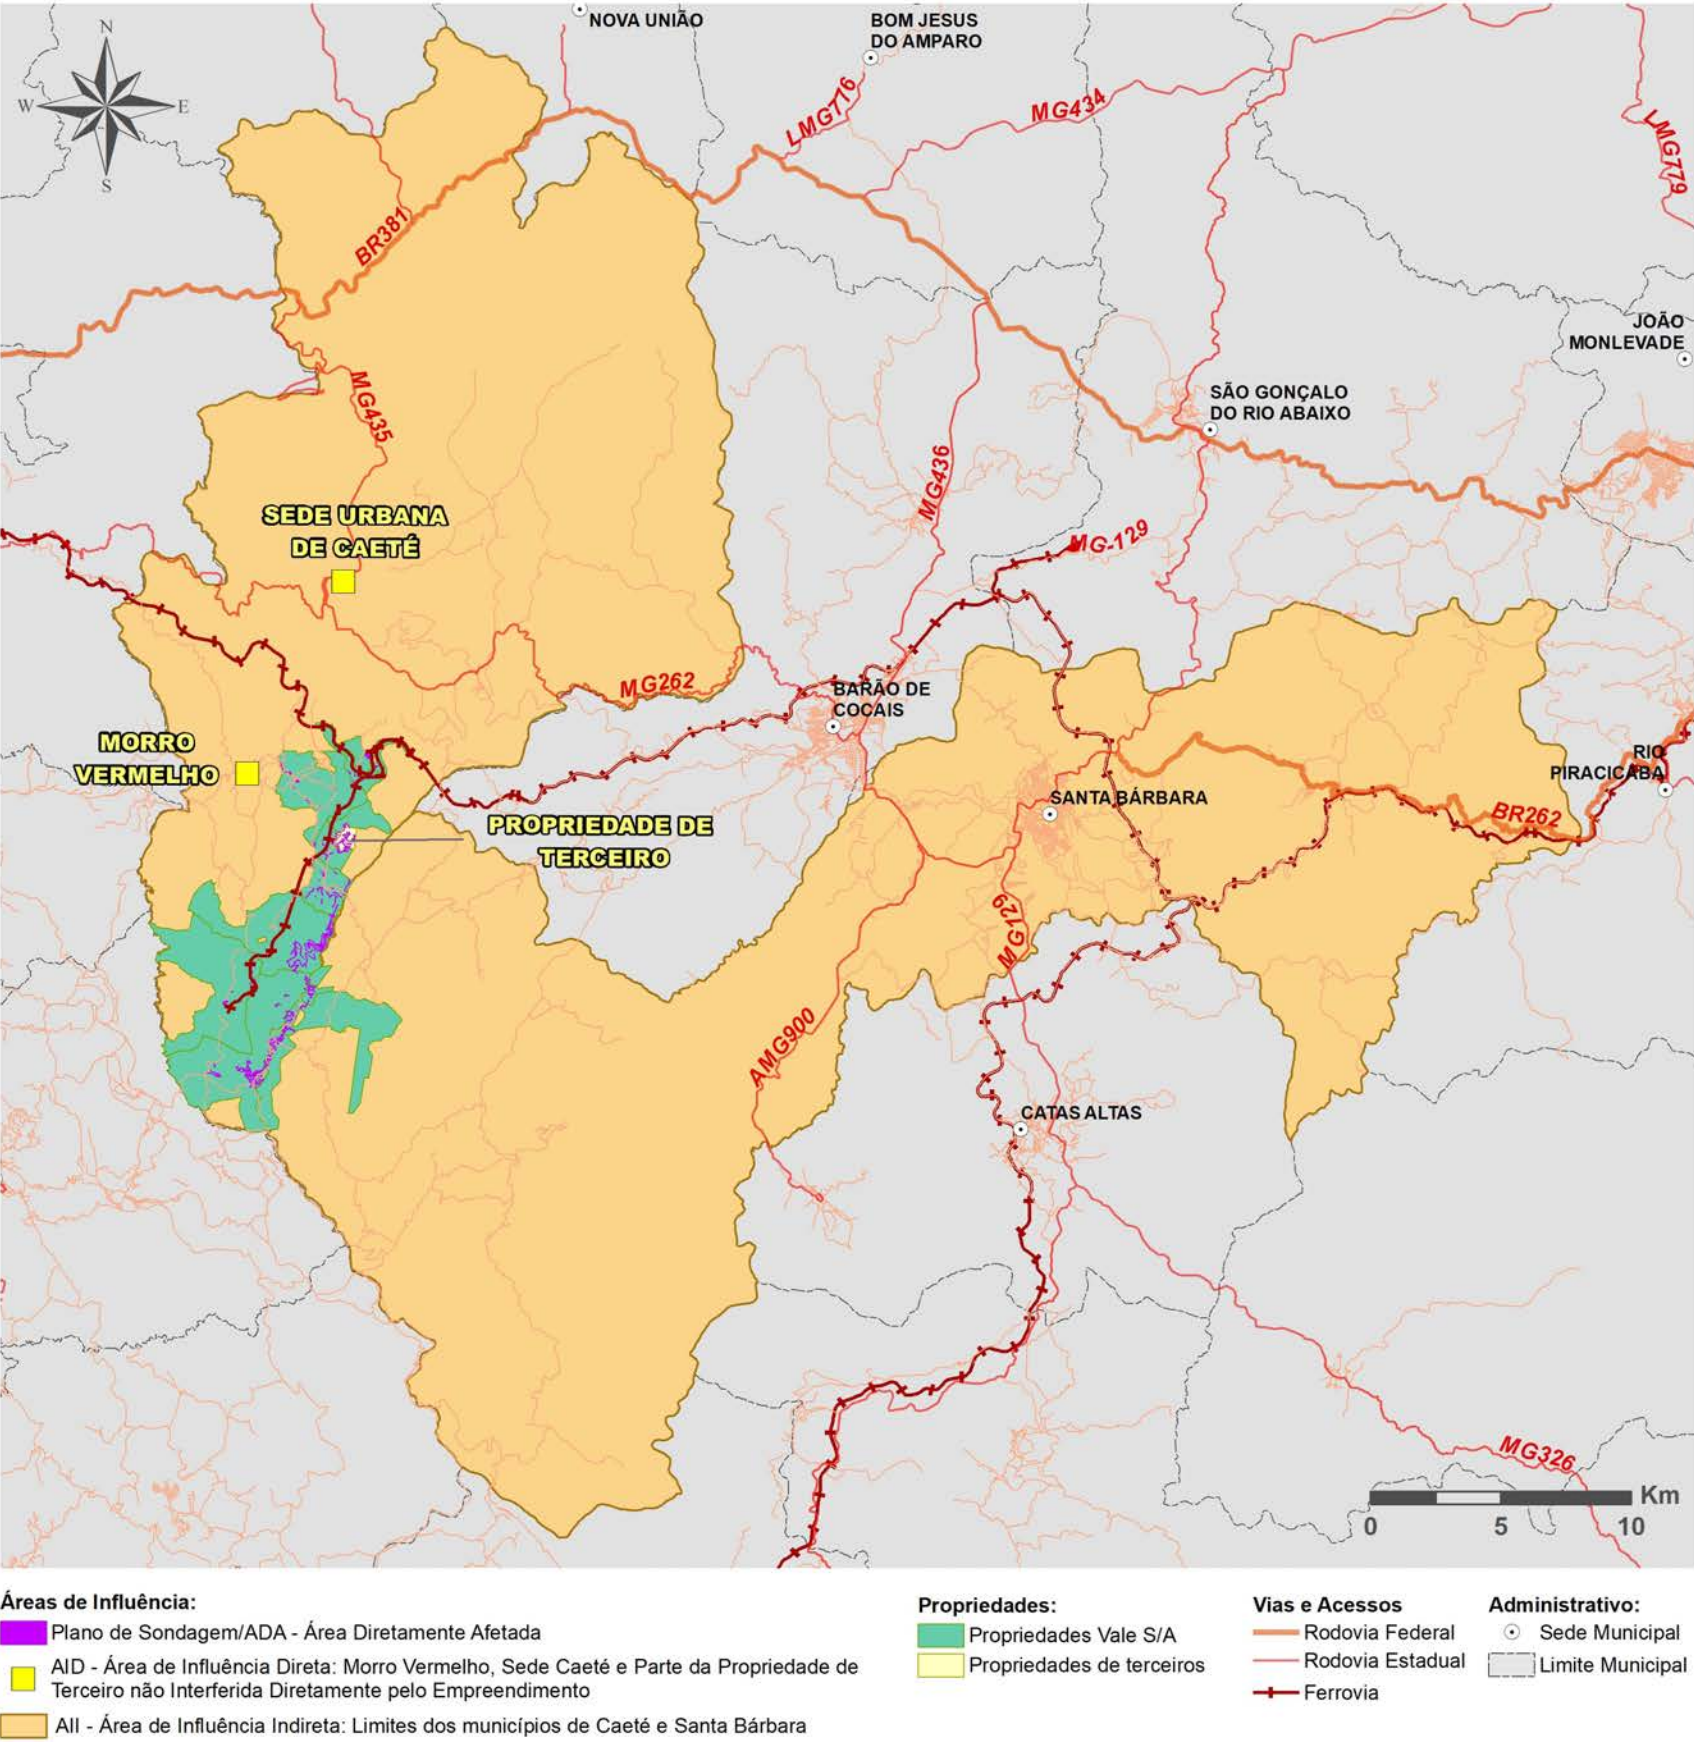 NOVA UNIÃO
BOM JESUS
DO AMPARO
N
W
E
S
LMG716
MG434
LMG779
BR381
JOÃO
MONLEVADE
MG435
SÃO GONÇALO
DO RIO ABAIXO
MG436
SEDE URBANA
DE CAETÉ
MG-129
MG262
BARÃO DE
COCAIS
MORRO
VERMELHO
RIO
PIRACICABA
SANTA BÁRBARA
BR262
PROPRIEDADE DE
TERCEIRO
MG129
AMG900
CATAS ALTAS
MG326
Km
0
5
10
Áreas de Influência:
Plano de Sondagem/ADA - Área Diretamente Afetada
AID - Área de Influência Direta: Morro Vermelho, Sede Caeté e Parte da Propriedade de
Terceiro não Interferida Diretamente pelo Empreendimento
AII - Área de Influência Indireta: Limites dos municípios de Caeté e Santa Bárbara
Propriedades:
Propriedades Vale S/A
Propriedades de terceiros
Vias e Acessos
Rodovia Federal
Rodovia Estadual
Ferrovia
Administrativo:
Sede Municipal
Limite Municipal